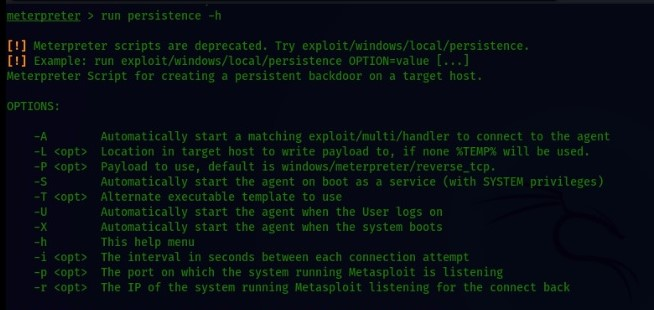 meterpreter > run persistence -h
[!] Meterpreter scripts are deprecated. Try exploit/windows/local/persistence.
[!] Example: run exploit/windows/local/persistence OPTION=value [...]
Meterpreter Script for creating a persistent backdoor on a target host.
OPTIONS:
-A Automatically start a matching exploit/multi/handler to connect to the agent
-L <opt> Location in target host to write payload to, if none %TEMP% will be used.
-P <opt> Payload to use, default is windows/meterpreter/reverse_tcp.
-S Automatically start the agent on boot as a service (with SYSTEM privileges)
-T <opt> Alternate executable template to use
-U Automatically start the agent when the User logs on
-X Automatically start the agent when the system boots
-h This help menu
-i <opt> The interval in seconds between each connection attempt
-p <opt> The port on which the system running Metasploit is listening
-r <opt> The IP of the system running Metasploit listening for the connect back